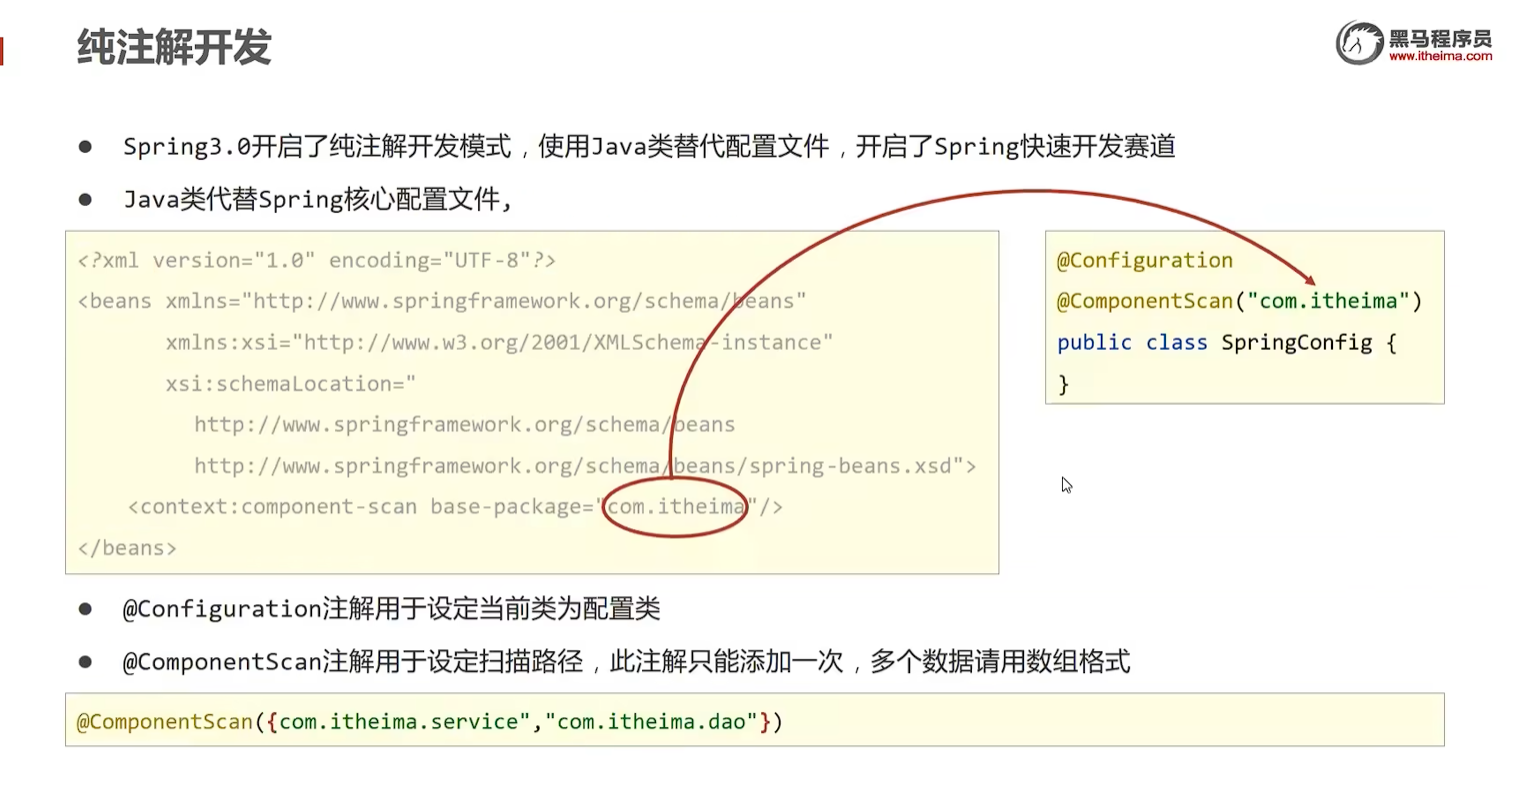 纯注解开发
黑马程序员
www.itheima.com
● Spring3.0开启了纯注解开发模式，使用Java类替代配置文件，开启了Spring快速开发赛道
● Java类代替Spring核心配置文件,
<?xml version="1.0" encoding="UTF-8"?>
<beans xmlns="http://www.springframework.org/schema/beans"
xmlns:xsi="http://www.w3.org/2001/XMLSchema-instance"
xsi:schemaLocation="
http://www.springframework.org/schema/beans
http://www.springframework.org/schema/beans/spring-beans.xsd">
<context:component-scan base-package="com.itheima"/>
</beans>
@Configuration
@ComponentScan("com.itheima")
public class SpringConfig {
}
● @Configuration注解用于设定当前类为配置类
● @ComponentScan注解用于设定扫描路径，此注解只能添加一次，多个数据请用数组格式
@ComponentScan({com.itheima.service","com.itheima.dao"})